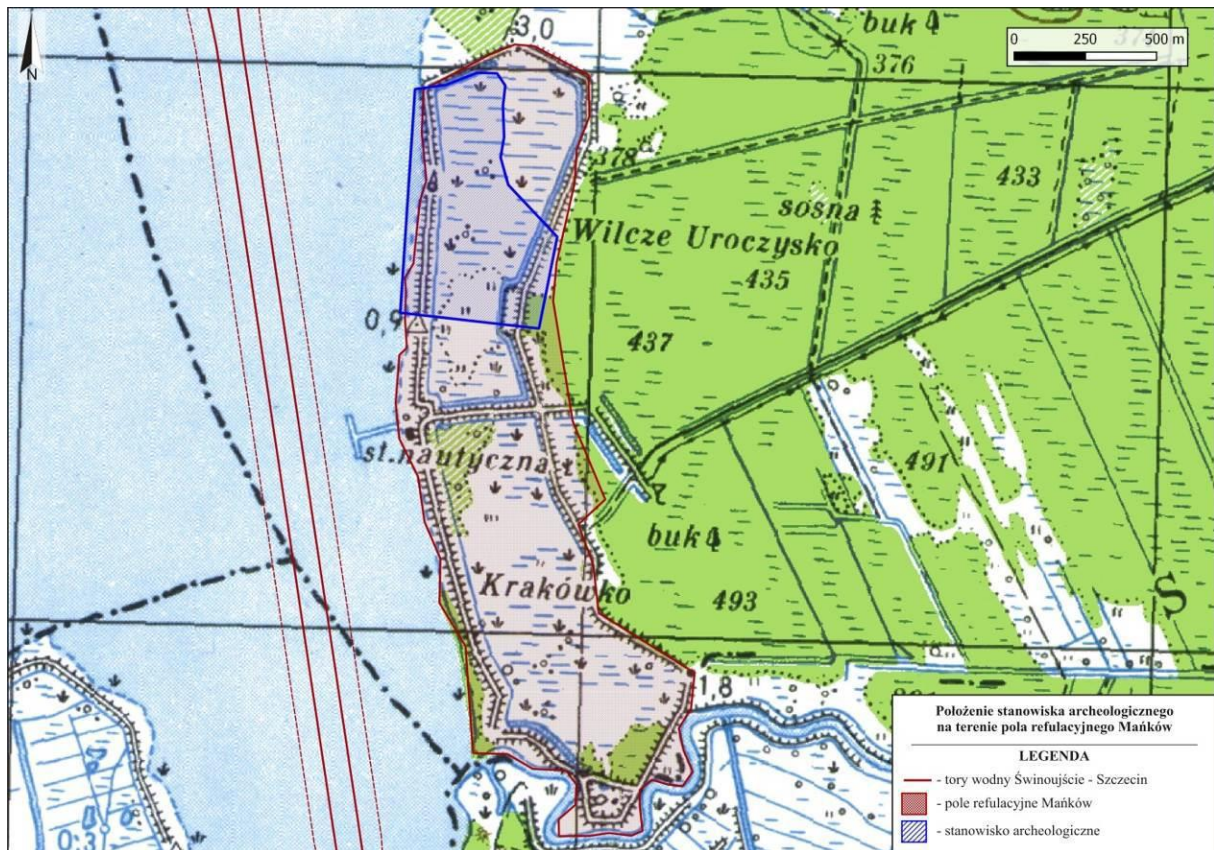 3,0
buk
376
0 250 500 m
N
378
433
sosna
Wilcze Uroczysko
435
0,9
437
st.nautyczna
491
buk
Krakówko
493
S
1,8
0,3
Położenie stanowiska archeologicznego
na terenie pola refulacyjnego Mańków
LEGENDA
- tory wodny Świnoujście - Szczecin
- pole refulacyjne Mańków
- stanowisko archeologiczne